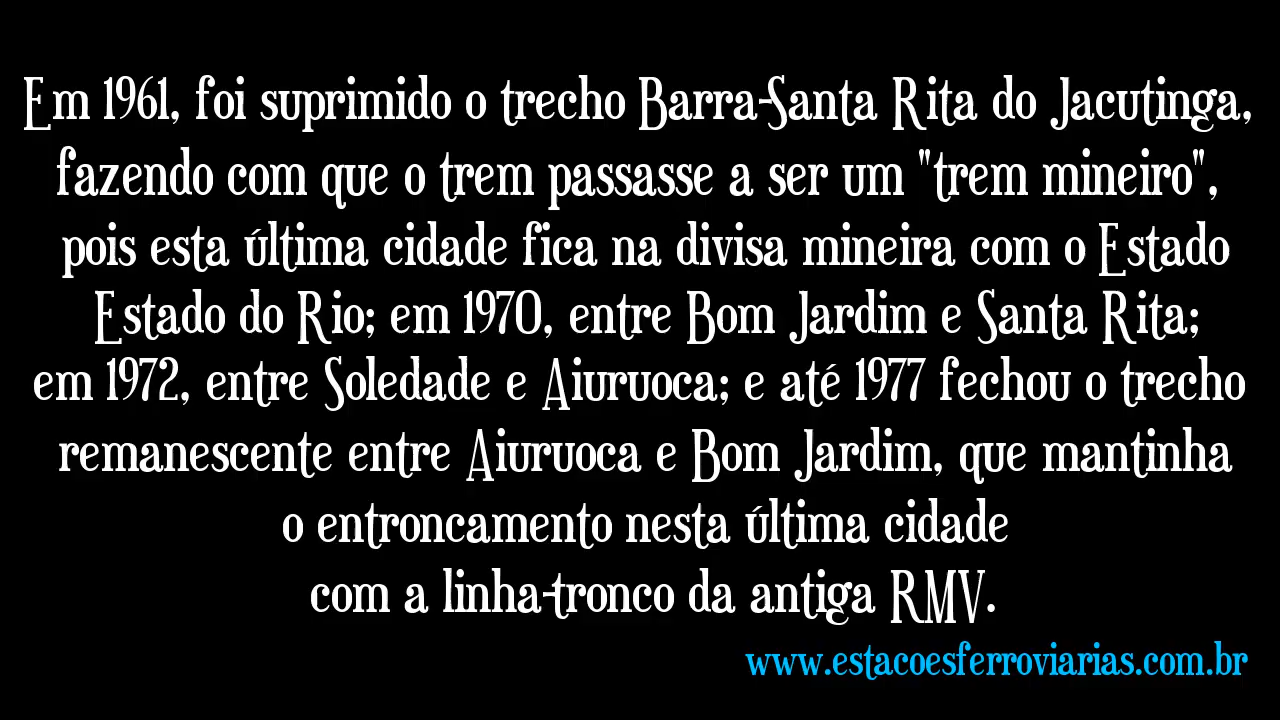 Em 1961, foi suprimido o trecho Barra-Santa Rita do Jacutinga,
fazendo com que o trem passasse a ser um "trem mineiro",
pois esta última cidade fica na divisa mineira com o Estado
Estado do Rio; em 1970, entre Bom Jardim e Santa Rita;
em 1972, entre Soledade e Aiuruoca; e até 1977 fechou o trecho
remanescente entre Aiuruoca e Bom Jardim, que mantinha
o entroncamento nesta última cidade
com a linha-tronco da antiga RMV.
www.estacoesferroviarias.com.br